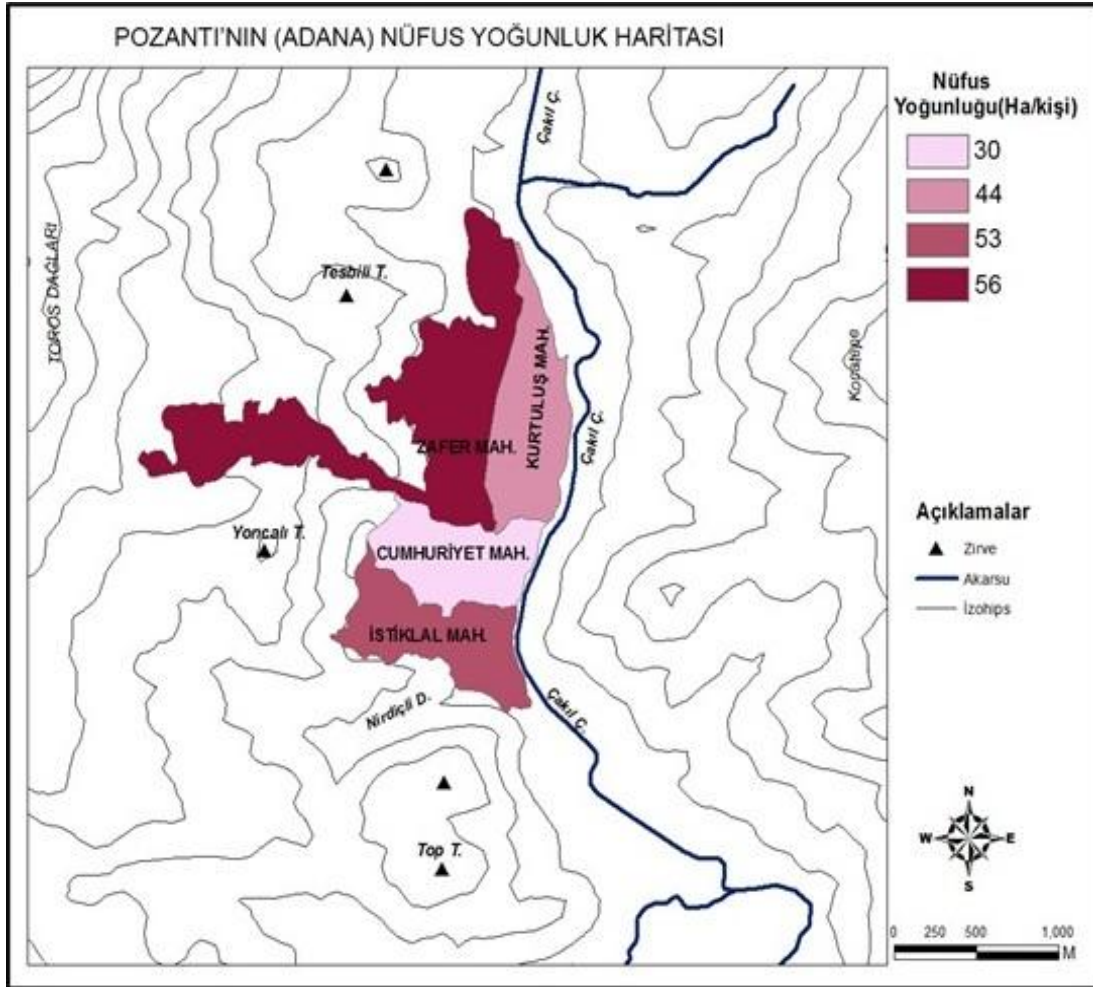 POZANTI'NIN (ADANA) NÜFUS YOĞUNLUK HARİTASI
Nüfus
Yoğunluğu(Ha/kişi)
30
44
53
56
Çakıl Ç.
TOROS DAĞLARI
Tesbili T.
KURTULUŞ MAH.
ZAFER MAH.
Çakıl Ç.
Yoncalı T.
CUMHURİYET MAH.
İSTİKLAL MAH.
Nirdiçli D.
Çakıl Ç.
Top T.
Açıklamalar
Zirve
Akarsu
İzohips
N
W
E
S
0 250 500 1,000
M